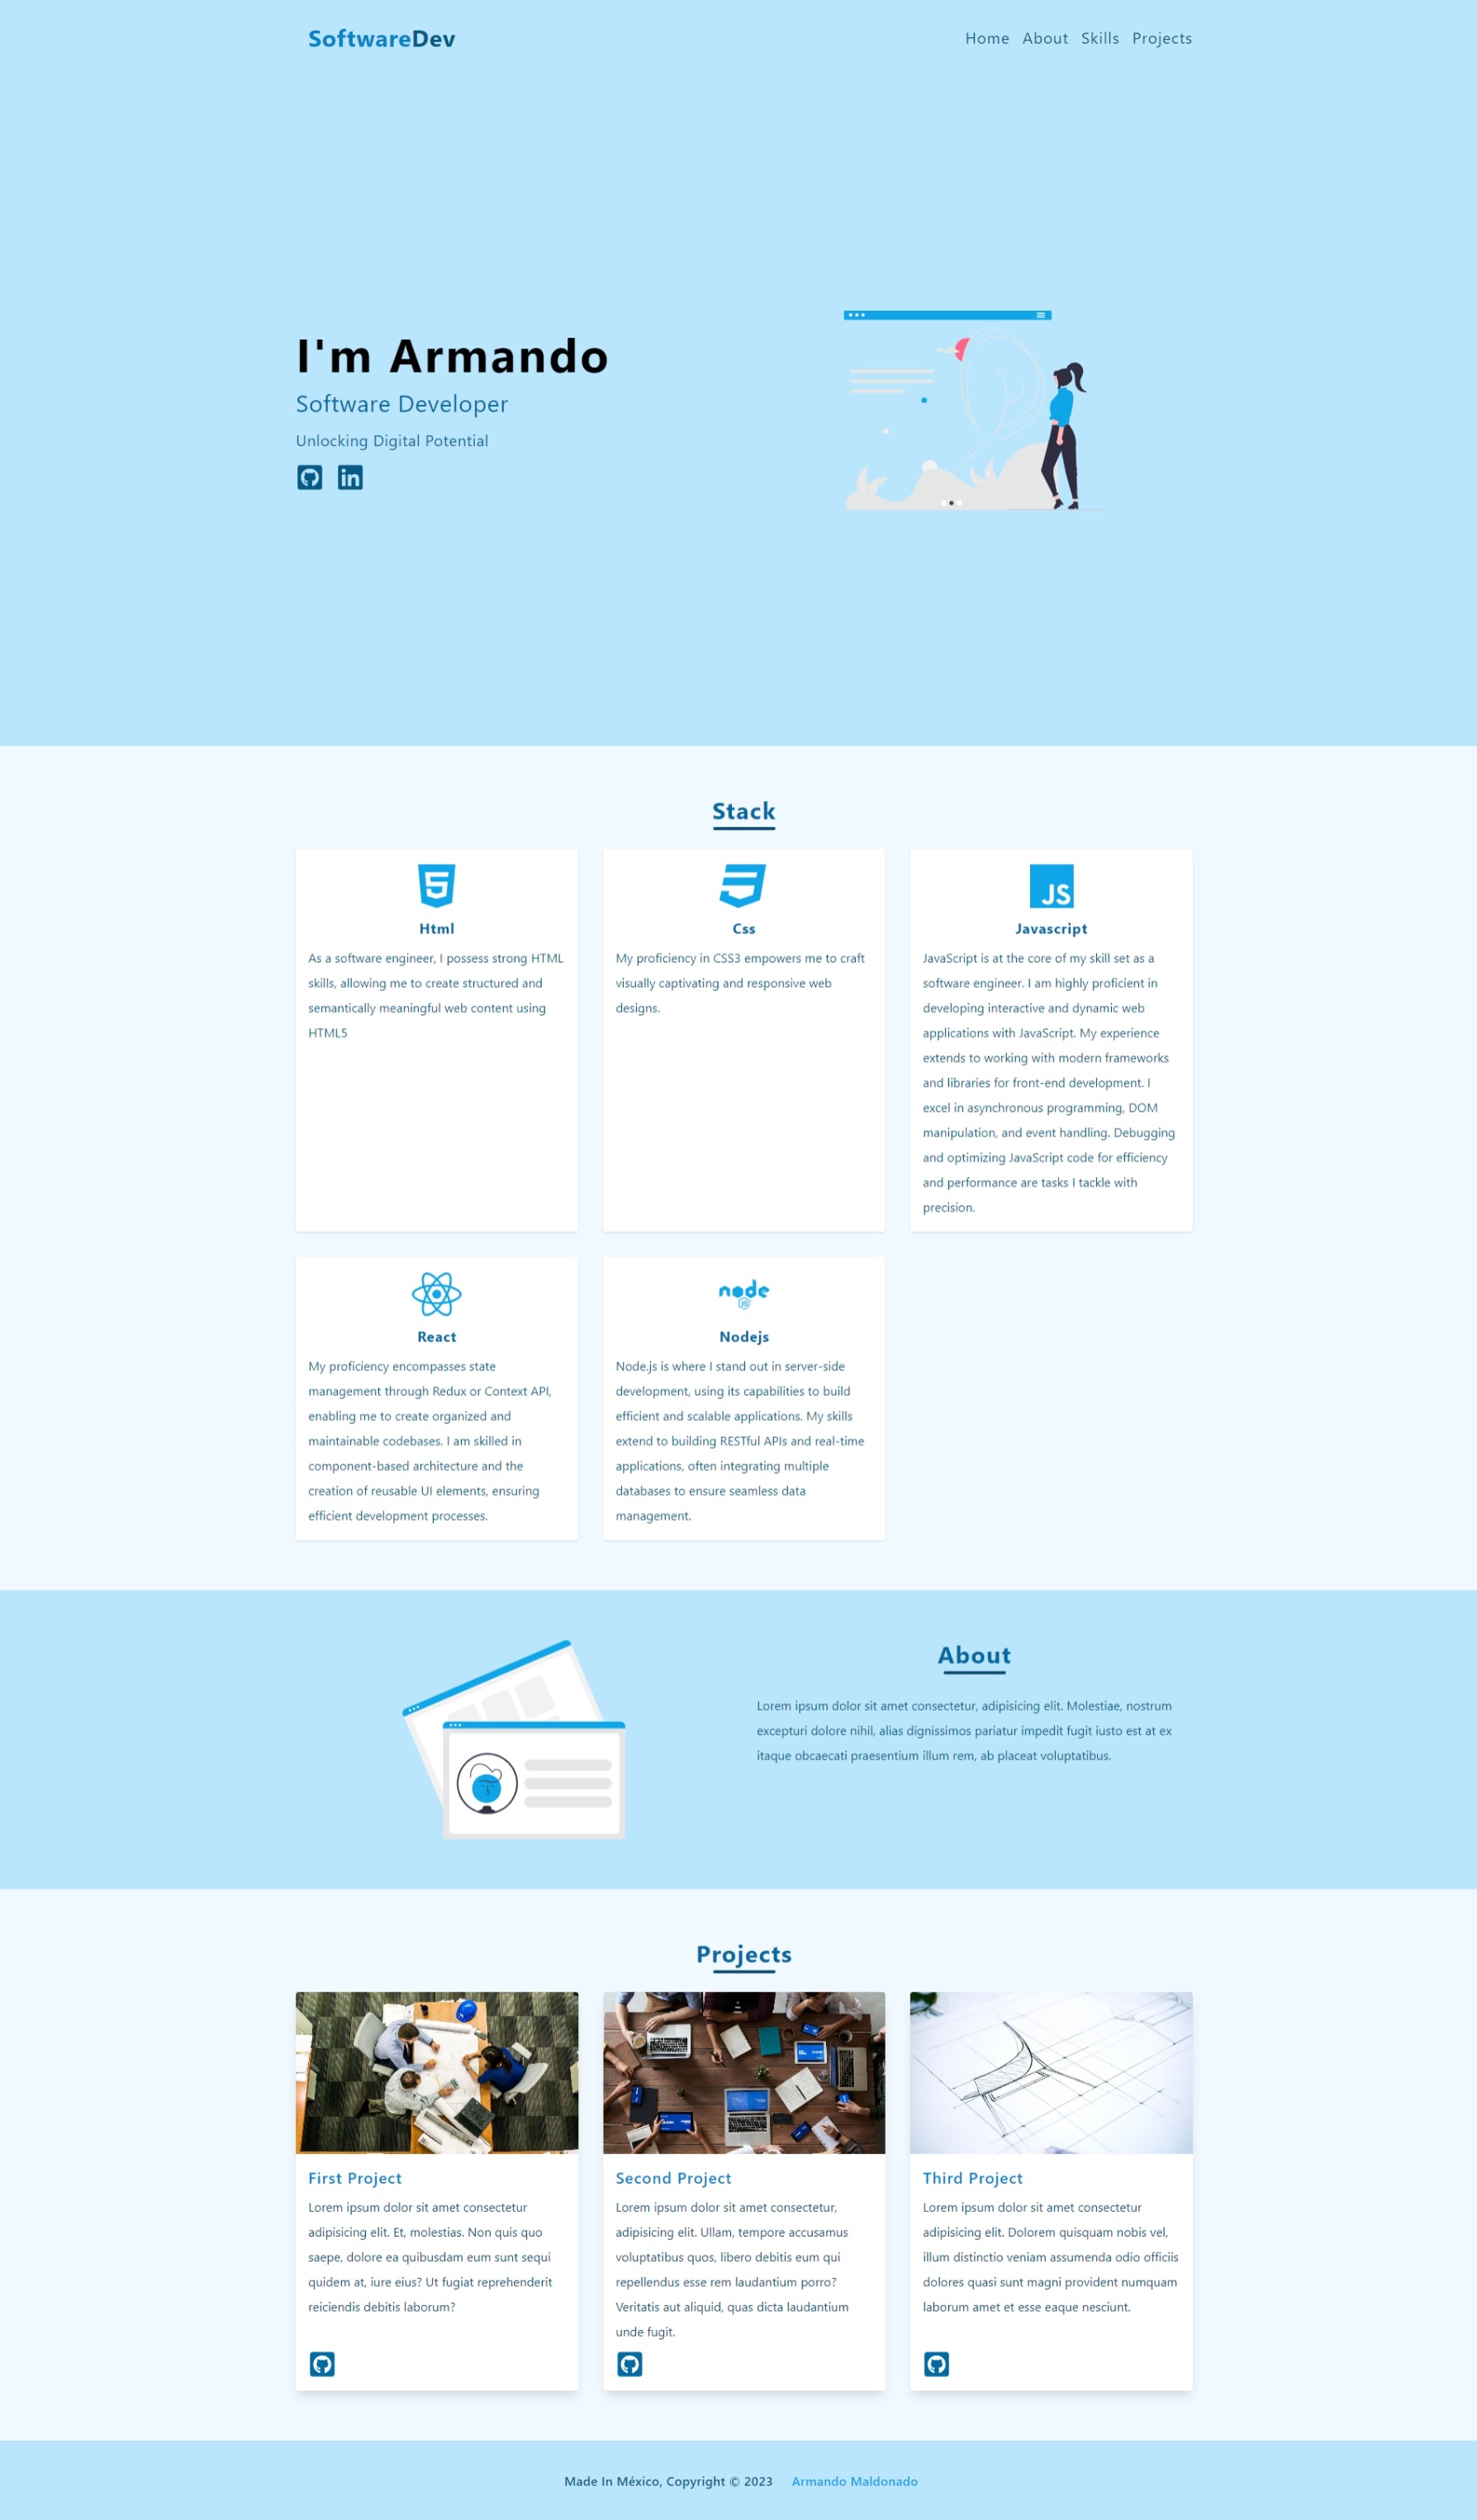 SoftwareDev
Home About Skills Projects
I'm Armando
Software Developer
Unlocking Digital Potential
Stack
Html
As a software engineer, I possess strong HTML
skills, allowing me to create structured and
semantically meaningful web content using
HTML5
Css
My proficiency in CSS3 empowers me to craft
visually captivating and responsive web
designs.
JS
Javascript
JavaScript is at the core of my skill set as a
software engineer. I am highly proficient in
developing interactive and dynamic web
applications with JavaScript. My experience
extends to working with modern frameworks
and libraries for front-end development. I
excel in asynchronous programming, DOM
manipulation, and event handling. Debugging
and optimizing JavaScript code for efficiency
and performance are tasks I tackle with
precision.
React
My proficiency encompasses state
management through Redux or Context API,
enabling me to create organized and
maintainable codebases. I am skilled in
component-based architecture and the
creation of reusable UI elements, ensuring
efficient development processes.
node
JS
Nodejs
Node.js is where I stand out in server-side
development, using its capabilities to build
efficient and scalable applications. My skills
extend to building RESTful APIs and real-time
applications, often integrating multiple
databases to ensure seamless data
management.
About
Lorem ipsum dolor sit amet consectetur, adipisicing elit. Molestiae, nostrum
excepturi dolore nihil, alias dignissimos pariatur impedit fugit iusto est at ex
itaque obcaecati praesentium illum rem, ab placeat voluptatibus.
Projects
First Project
Lorem ipsum dolor sit amet consectetur
adipisicing elit. Et, molestias. Non quis quo
saepe, dolore ea quibusdam eum sunt sequi
quidem at, iure eius? Ut fugiat reprehenderit
reiciendis debitis laborum?
Second Project
Lorem ipsum dolor sit amet consectetur,
adipisicing elit. Ullam, tempore accusamus
voluptatibus quos, libero debitis eum qui
repellendus esse rem laudantium porro?
Veritatis aut aliquid, quas dicta laudantium
unde fugit.
Third Project
Lorem ipsum dolor sit amet consectetur
adipisicing elit. Dolorem quisquam nobis vel,
illum distinctio veniam assumenda odio officiis
dolores quasi sunt magni provident numquam
laborum amet et esse eaque nesciunt.
Made In México, Copyright © 2023 Armando Maldonado